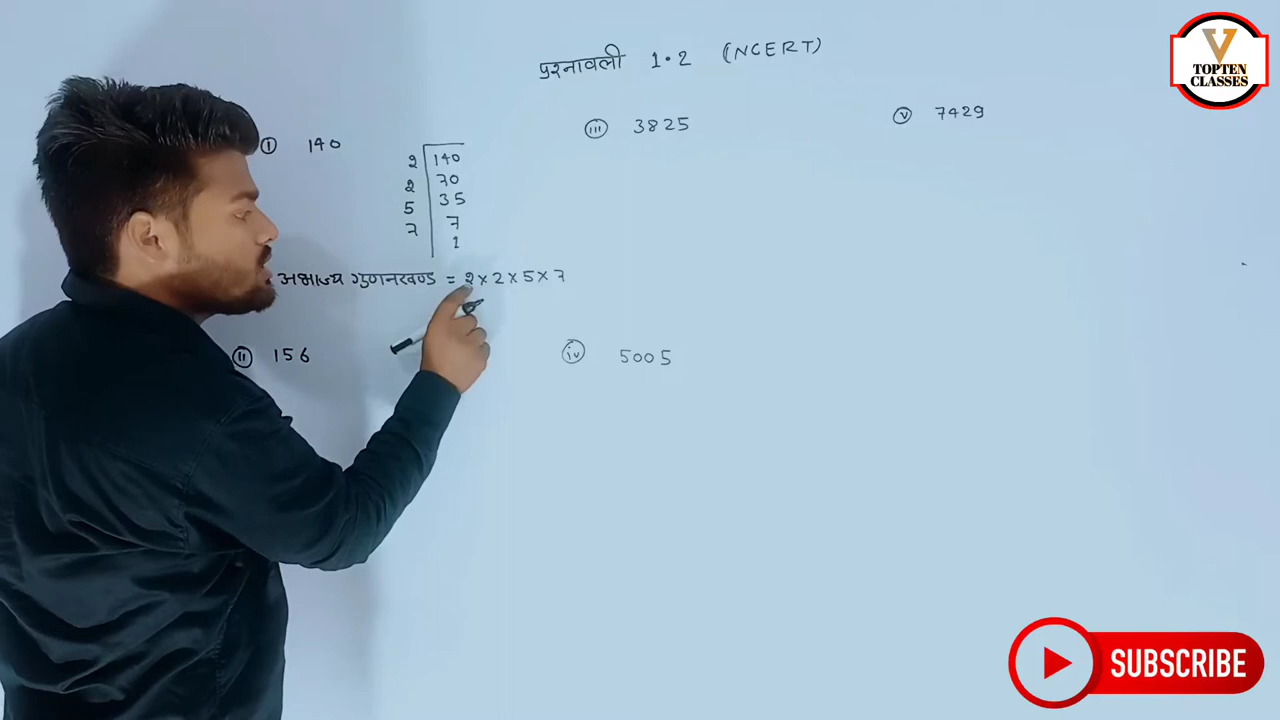 प्रश्नावली 1.2 (NCERT)
V
TOPTEN
CLASSES
(i) 140
2 | 140
2 | 70
5 | 35
7 | 7
1
अभाज्य गुणनखण्ड = 2×2×5×7
(ii) 156
(iii) 3825
(iv) 5005
(v) 7429
SUBSCRIBE